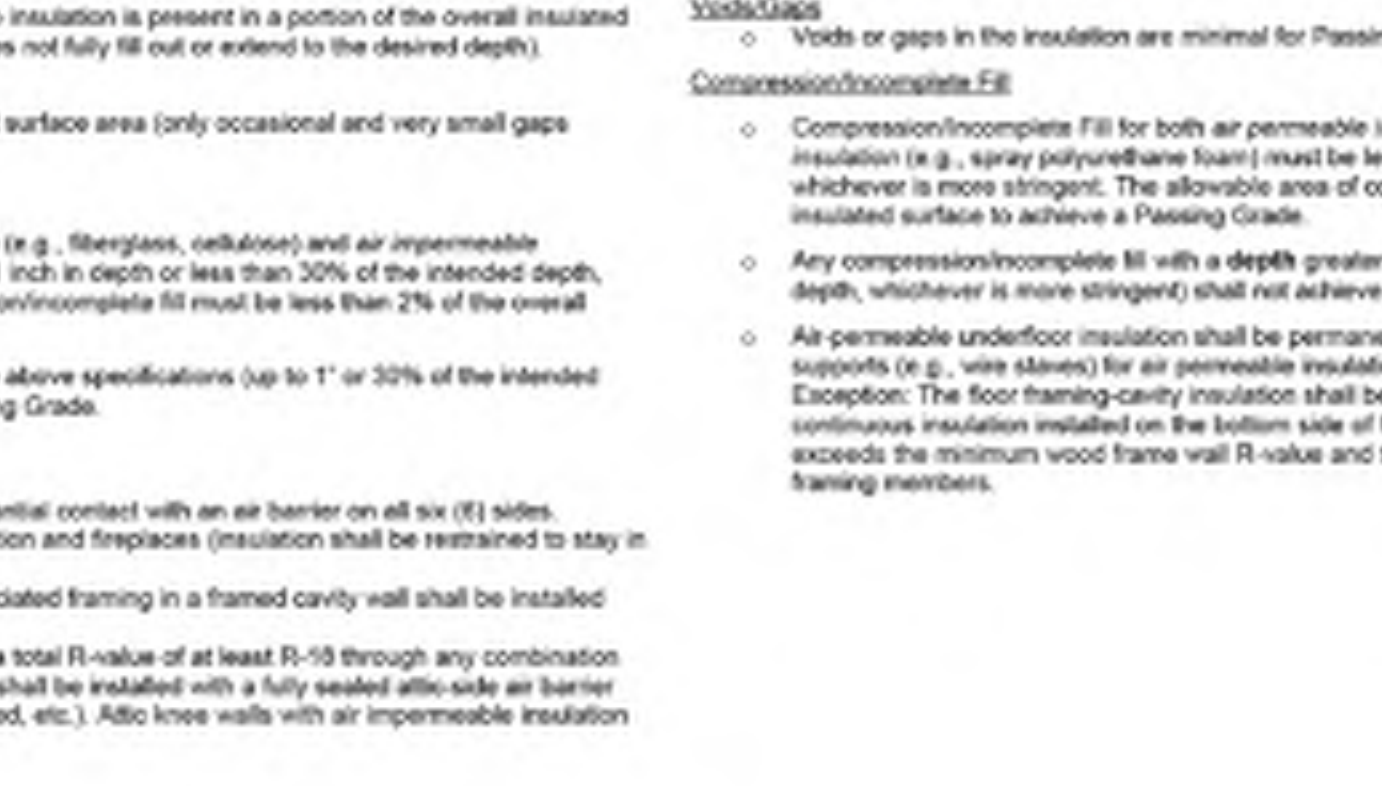 insulation is present in a portion of the overall insulated
s not fully fill out or extend to the desired depth).
surface area (only occasional and very small gaps
(e.g., fiberglass, cellulose) and air impermeable
inch in depth or less than 30% of the intended depth,
on/incomplete fill must be less than 2% of the overall
above specifications (up to 1" or 30% of the intended
g Grade.
ntial contact with an air barrier on all six (6) sides.
tion and fireplaces (insulation shall be restrained to stay in
ciated framing in a framed cavity wall shall be installed
total R-value of at least through any combination
shall be installed with a fully sealed attic-side air barrier
ed, etc.). Attic knee walls with air impermeable insulation
Voids/Gaps
○ Voids or gaps in the insulation are minimal for Passin
Compression/Incomplete Fill
○ Compression/Incomplete Fill for both air permeable i
insulation (e.g., spray polyurethane foam) must be le
whichever is more stringent. The allowable area of co
insulated surface to achieve a Passing Grade.
○ Any compression/incomplete fill with a depth greater
depth, whichever is more stringent) shall not achieve
○ Air-permeable underfloor insulation shall be permane
supports (e.g., wire staves) for air permeable insulati
Exception: The floor framing-cavity insulation shall be
continuous insulation installed on the bottom side of
exceeds the minimum wood frame wall R-value and
framing members.